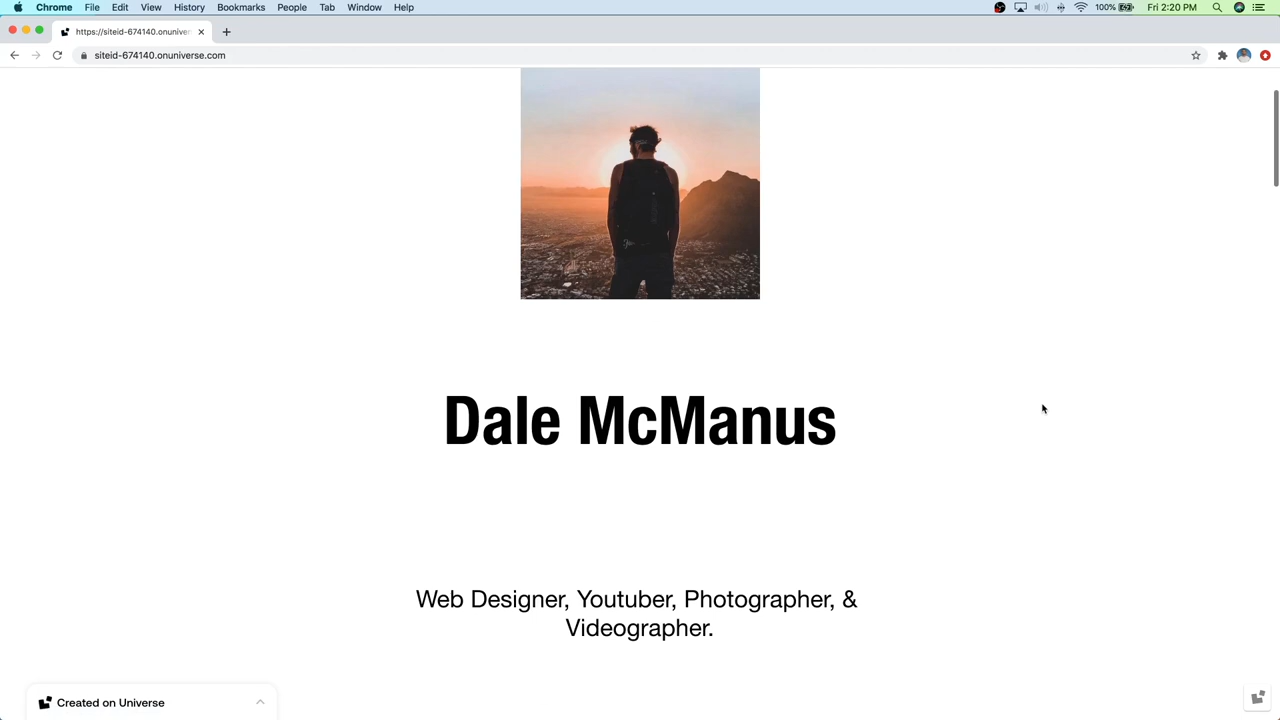 Chrome File Edit View History Bookmarks People Tab Window Help 100% Fri 2:20 PM
https://siteid-674140.onuniver
siteid-674140.onuniverse.com
Dale McManus
Web Designer, Youtuber, Photographer, &
Videographer.
Created on Universe